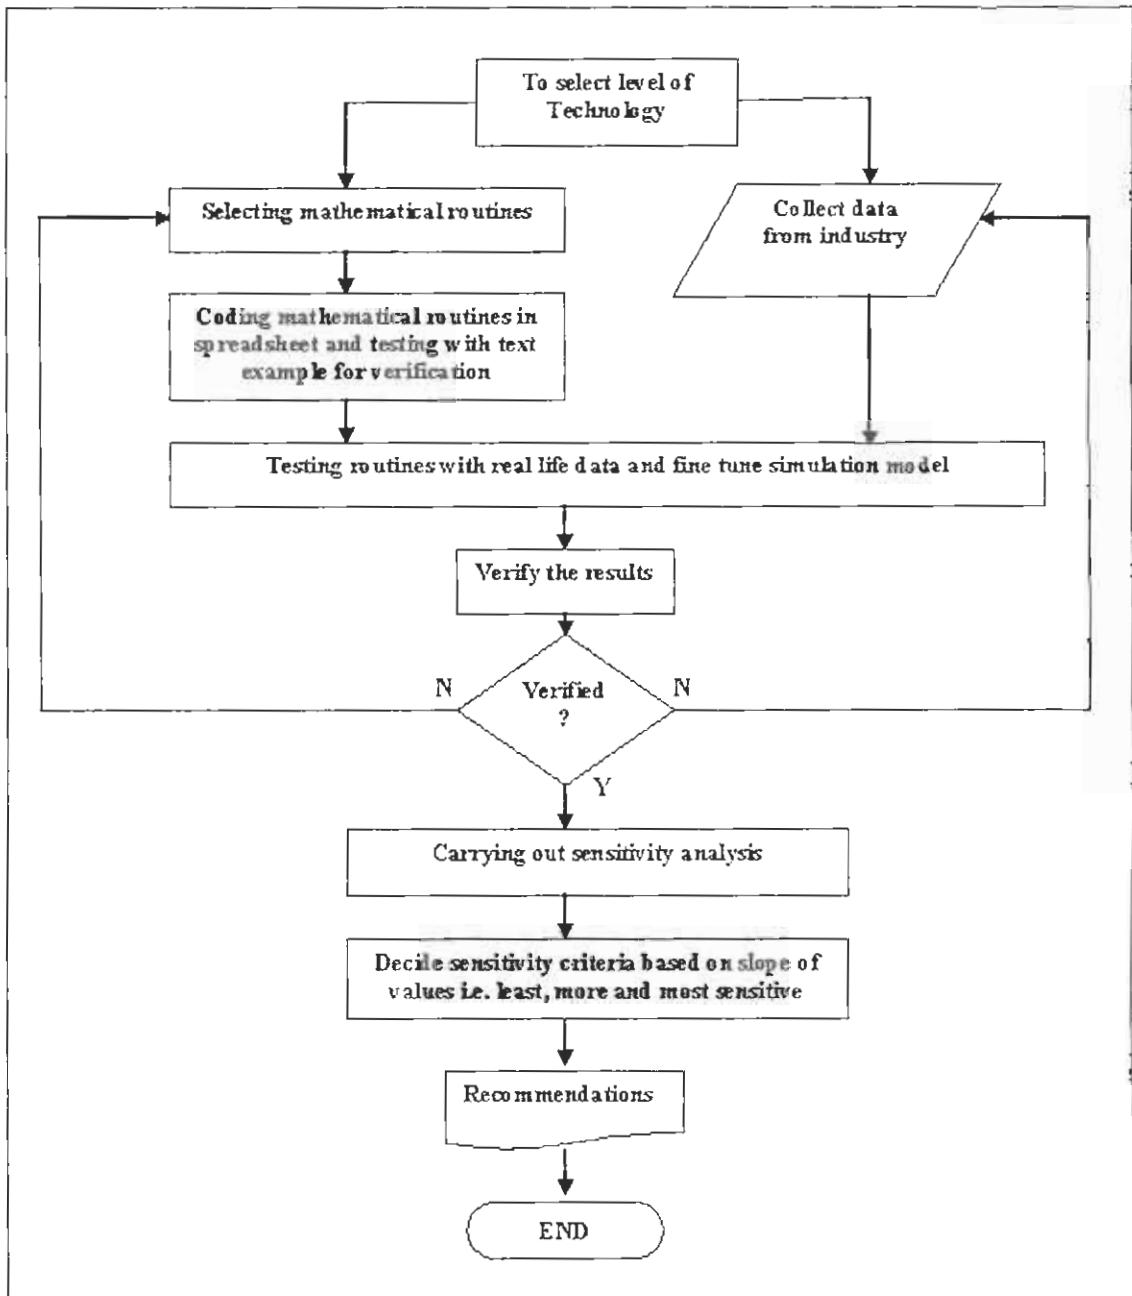 To select level of
Technology
Selecting mathematical routines
Collect data
from industry
Coding mathematical routines in
spreadsheet and testing with text
example for verification
Testing routines with real life data and fine tune simulation model
Verify the results
N
Verified
?
N
Y
Carrying out sensitivity analysis
Decide sensitivity criteria based on slope of
values i.e. least, more and most sensitive
Recommendations
END